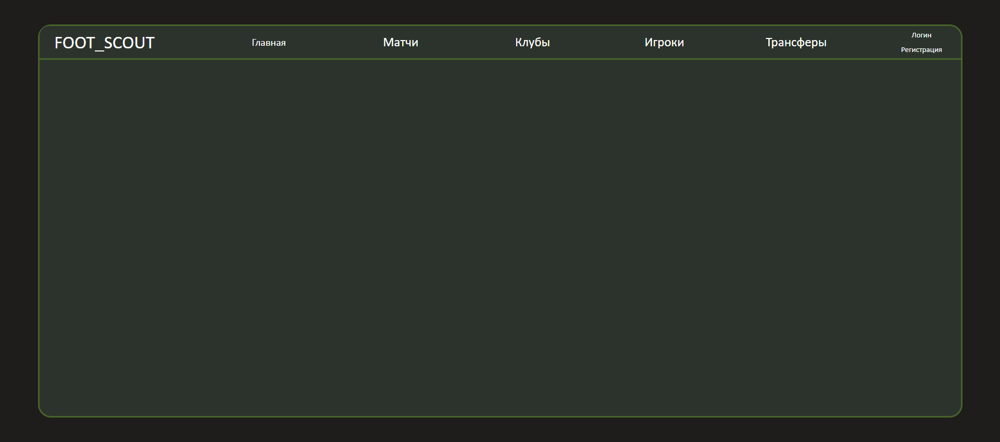 FOOT_SCOUT Главная Матчи Клубы Игроки Трансферы
Логин
Регистрация